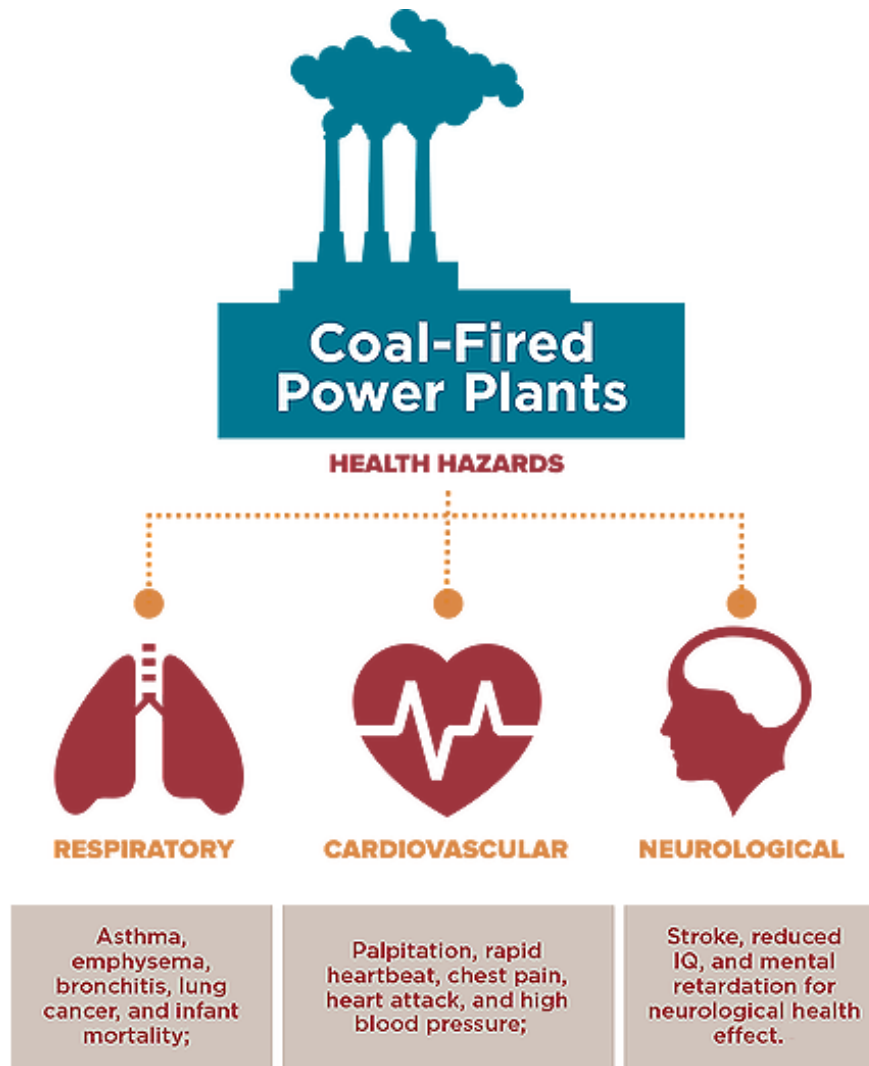 Coal-Fired
Power Plants
HEALTH HAZARDS
RESPIRATORY
CARDIOVASCULAR
NEUROLOGICAL
Asthma,
emphysema,
bronchitis, lung
cancer, and infant
mortality;
Palpitation, rapid
heartbeat, chest pain,
heart attack, and high
blood pressure;
Stroke, reduced
IQ, and mental
retardation for
neurological health
effect.